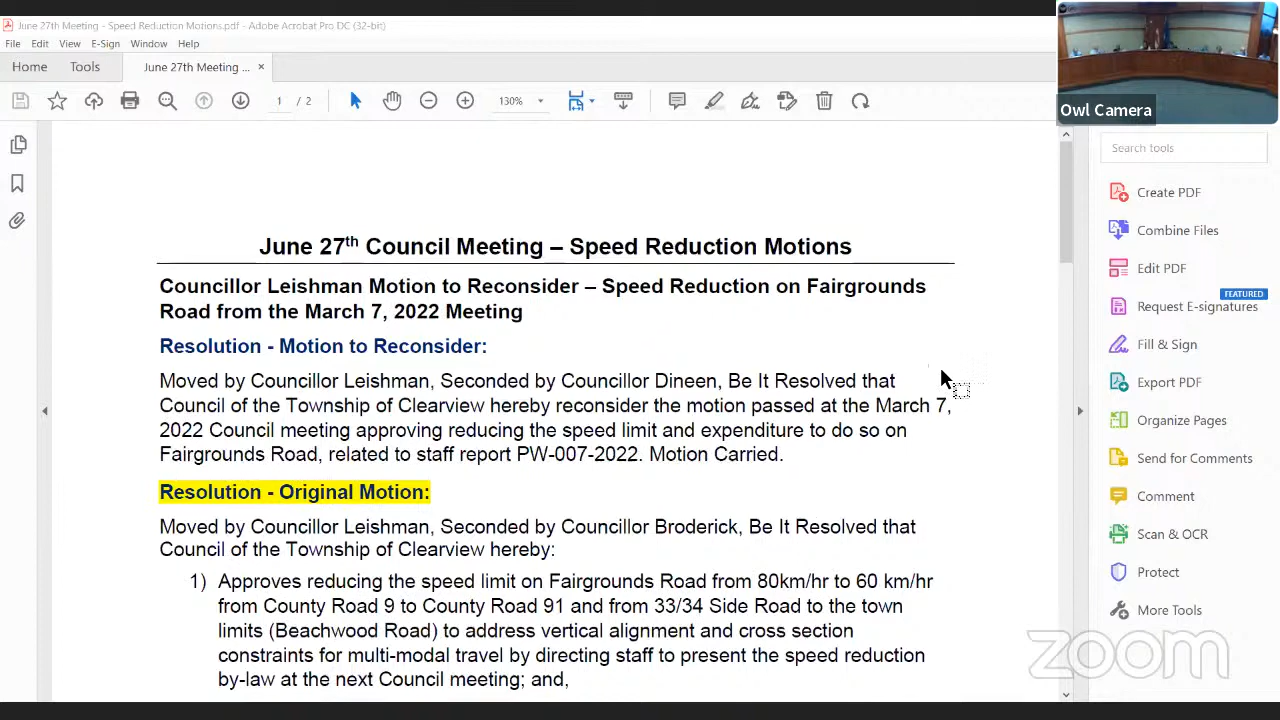 June 27th Meeting - Speed Reduction Motions.pdf - Adobe Acrobat Pro DC (32-bit)
File Edit View E-Sign Window Help
Home Tools June 27th Meeting ... ×
1 / 2 130%
Owl Camera
Search tools
Create PDF
Combine Files
Edit PDF
FEATURED
Request E-signatures
Fill & Sign
Export PDF
Organize Pages
Send for Comments
Comment
Scan & OCR
Protect
More Tools
June 27th Council Meeting – Speed Reduction Motions
Councillor Leishman Motion to Reconsider – Speed Reduction on Fairgrounds
Road from the March 7, 2022 Meeting
Resolution - Motion to Reconsider:
Moved by Councillor Leishman, Seconded by Councillor Dineen, Be It Resolved that
Council of the Township of Clearview hereby reconsider the motion passed at the March 7,
2022 Council meeting approving reducing the speed limit and expenditure to do so on
Fairgrounds Road, related to staff report PW-007-2022. Motion Carried.
Resolution - Original Motion:
Moved by Councillor Leishman, Seconded by Councillor Broderick, Be It Resolved that
Council of the Township of Clearview hereby:
1) Approves reducing the speed limit on Fairgrounds Road from 80km/hr to 60 km/hr
from County Road 9 to County Road 91 and from 33/34 Side Road to the town
limits (Beachwood Road) to address vertical alignment and cross section
constraints for multi-modal travel by directing staff to present the speed reduction
by-law at the next Council meeting; and,
zoom